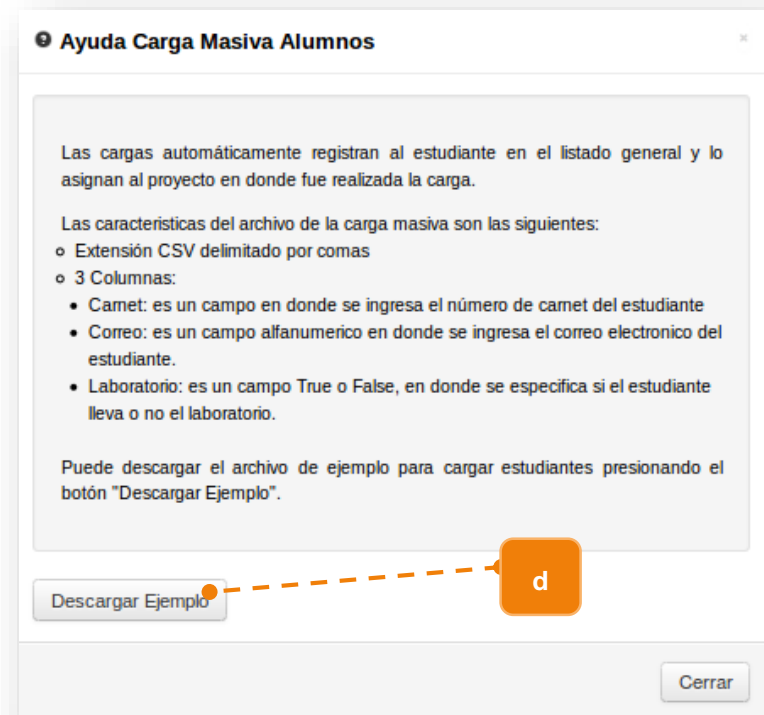 Ayuda Carga Masiva Alumnos
×
Las cargas automáticamente registran al estudiante en el listado general y lo
asignan al proyecto en donde fue realizada la carga.
Las caracteristicas del archivo de la carga masiva son las siguientes:
Extensión CSV delimitado por comas
3 Columnas:
Carnet: es un campo en donde se ingresa el número de carnet del estudiante
Correo: es un campo alfanumerico en donde se ingresa el correo electronico del
estudiante.
Laboratorio: es un campo True o False, en donde se especifica si el estudiante
lleva o no el laboratorio.
Puede descargar el archivo de ejemplo para cargar estudiantes presionando el
botón "Descargar Ejemplo".
d
Descargar Ejemplo
Cerrar